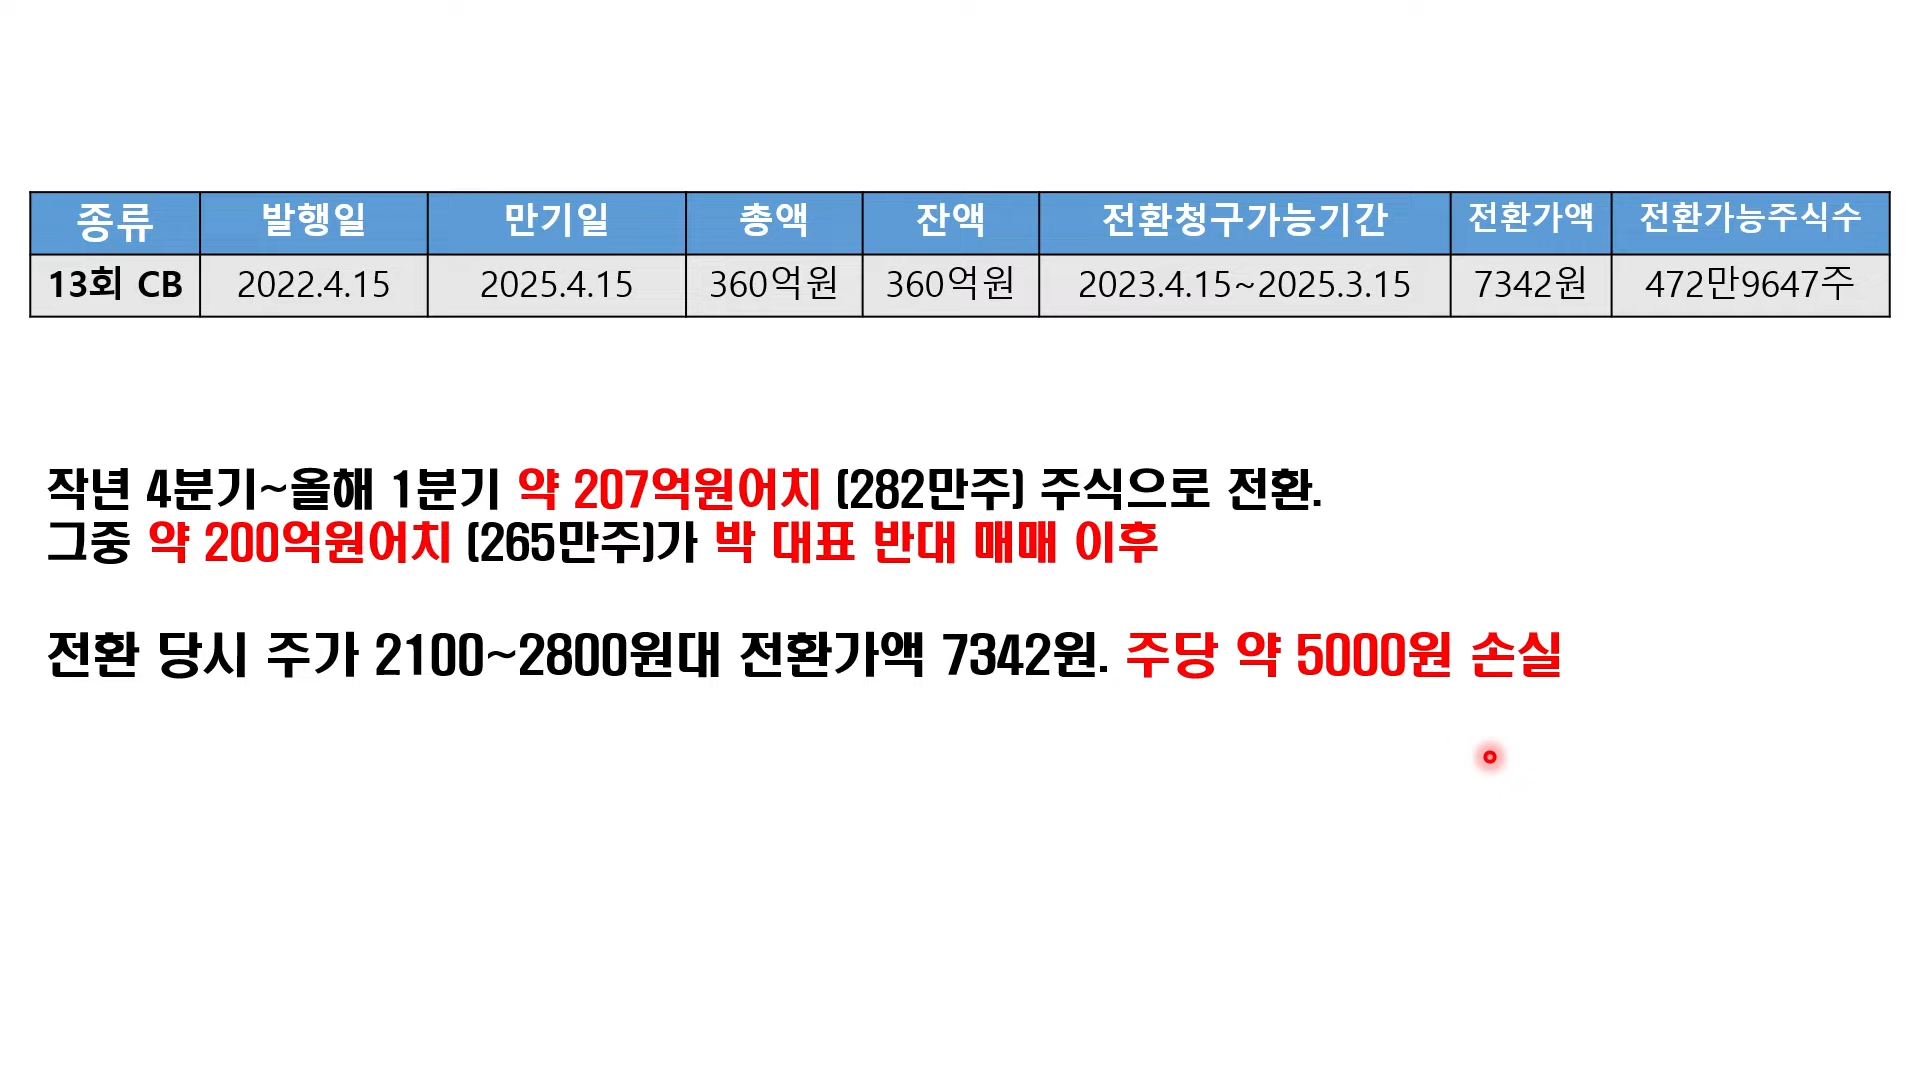 종류 발행일 만기일 총액 잔액 전환청구가능기간 전환가액 전환가능주식수
13회 CB 2022.4.15 2025.4.15 360억원 360억원 2023.4.15~2025.3.15 7342원 472만9647주
작년 4분기~올해 1분기 약 207억원어치 (282만주) 주식으로 전환.
그중 약 200억원어치 (265만주)가 박 대표 반대 매매 이후
전환 당시 주가 2100~2800원대 전환가액 7342원. 주당 약 5000원 손실